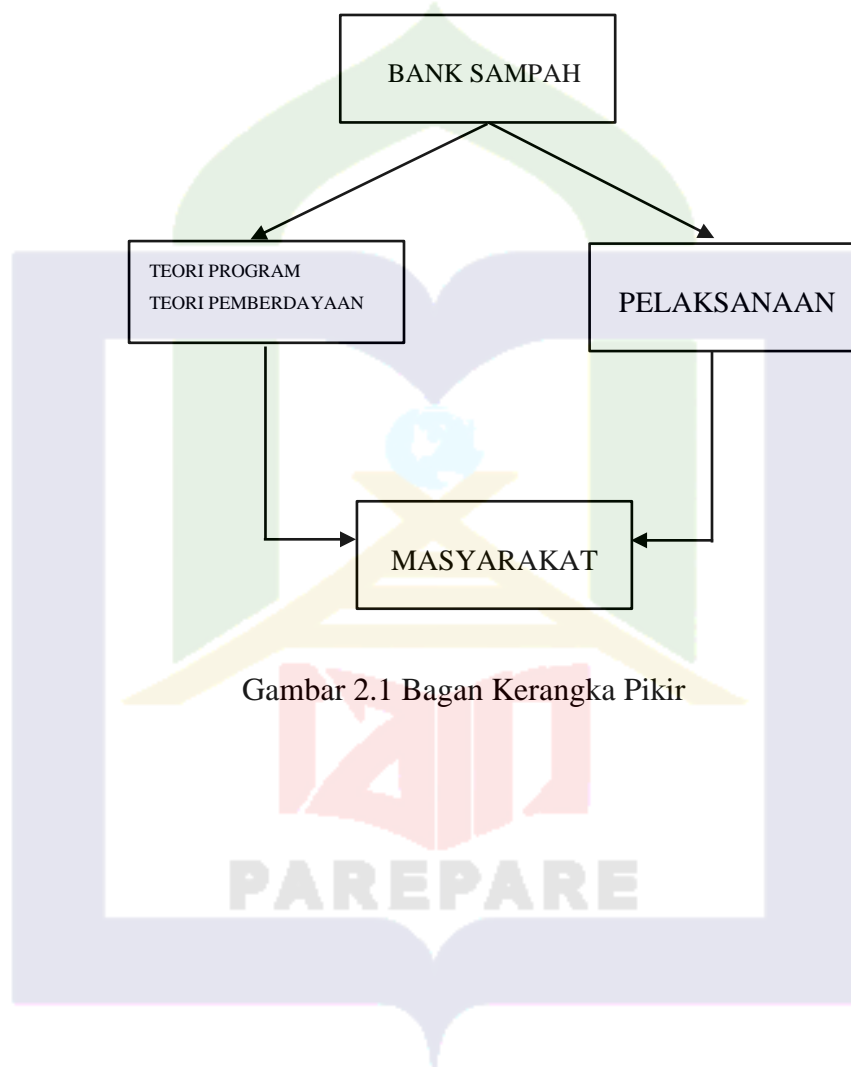 BANK SAMPAH
TEORI PROGRAM
TEORI PEMBERDAYAAN
PELAKSANAAN
MASYARAKAT
Gambar 2.1 Bagan Kerangka Pikir
PAREPARE